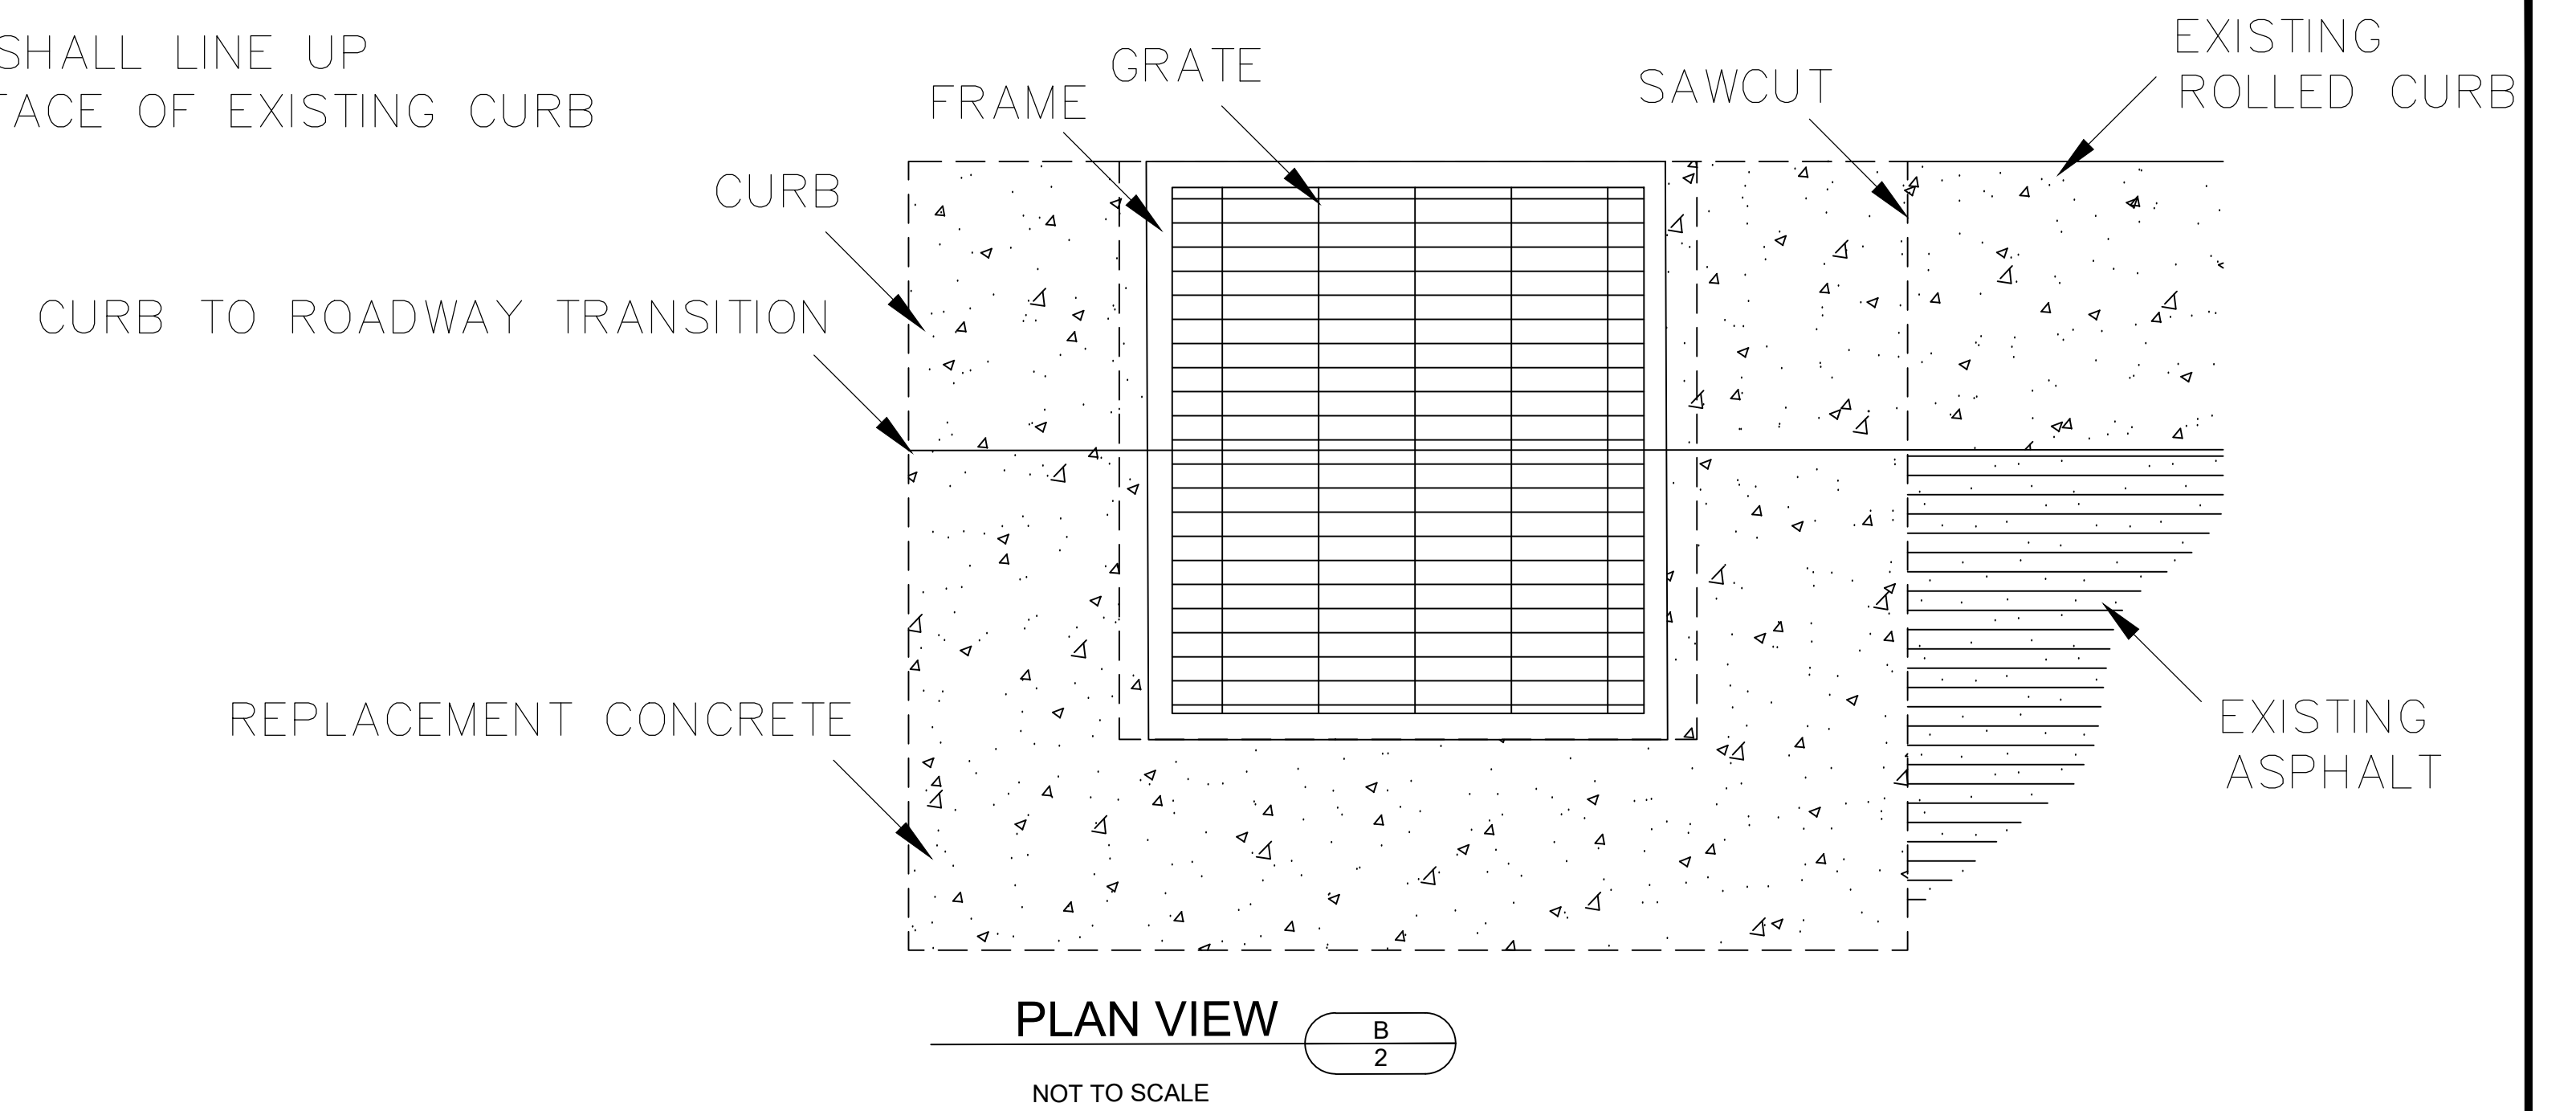 SHALL LINE UP
FACE OF EXISTING CURB
FRAME
GRATE
SAWCUT
EXISTING
ROLLED CURB
CURB
CURB TO ROADWAY TRANSITION
REPLACEMENT CONCRETE
EXISTING
ASPHALT
PLAN VIEW
B
2
NOT TO SCALE